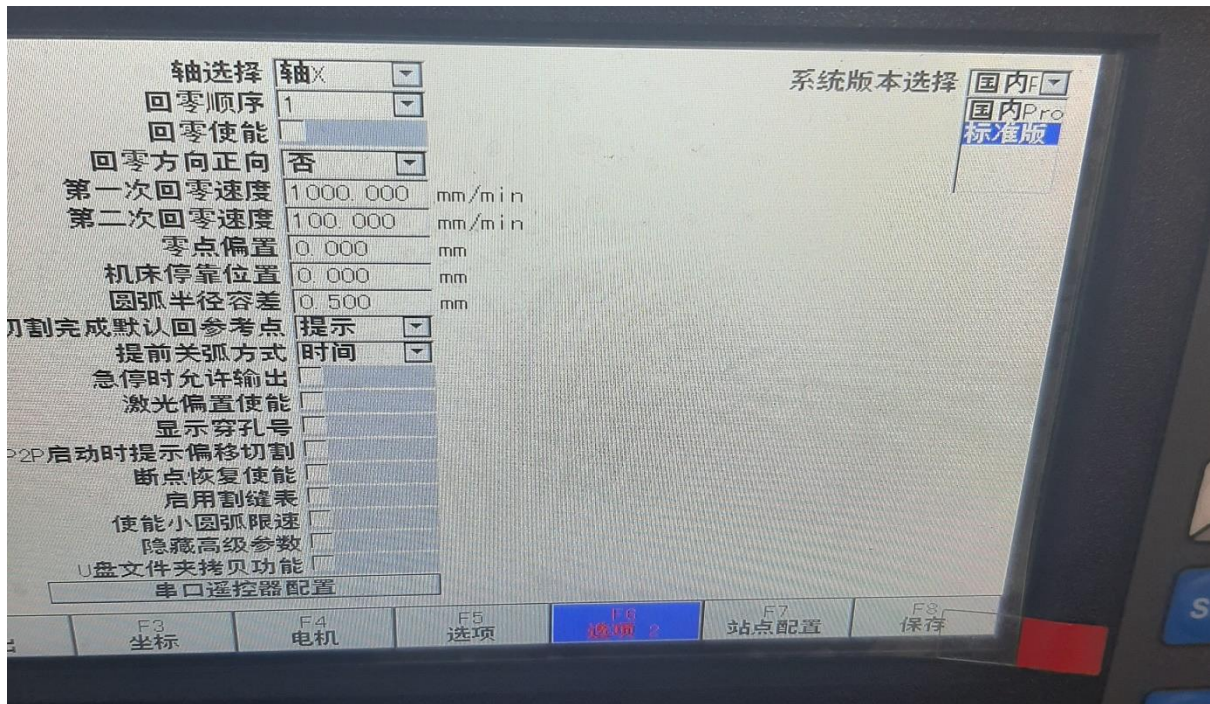 轴选择 轴X
系统版本选择 国内F
回零顺序 1
国内Pro
回零使能
标准版
回零方向正向 否
第一次回零速度 1000.000 mm/min
第二次回零速度 100.000 mm/min
零点偏置 0.000 mm
机床停靠位置 0.000 mm
圆弧半径容差 0.500 mm
切割完成默认回参考点 提示
提前关弧方式 时间
急停时允许输出
激光偏置使能
显示穿孔号
P2P启动时提示偏移切割
断点恢复使能
启用割缝表
使能小圆弧限速
隐藏高级参数
U盘文件夹拷贝功能
串口遥控器配置
F3 F4 F5 F6 F7 F8
坐标 电机 选项 选项 2 站点配置 保存
S